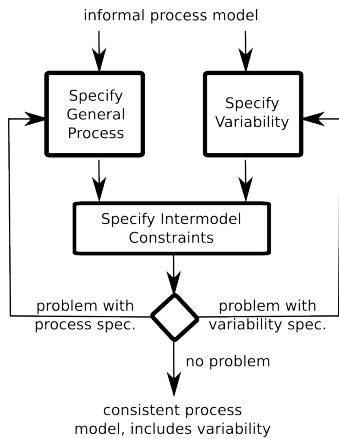 informal process model
Specify
General
Process
Specify
Variability
Specify Intermodel
Constraints
problem with
process spec.
problem with
variability spec.
no problem
consistent process
model, includes variability